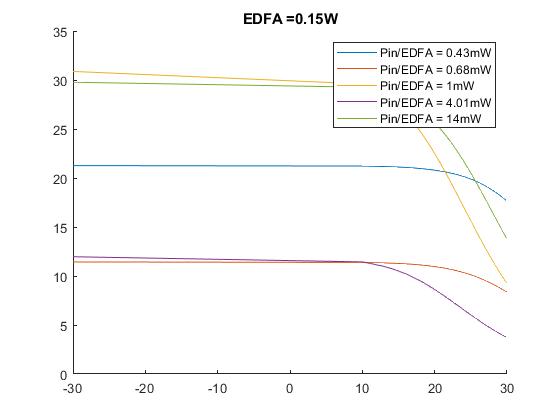 EDFA =0.15W
35
30
25
20
15
10
5
0
-30 -20 -10 0 10 20 30
Pin/EDFA = 0.43mW
Pin/EDFA = 0.68mW
Pin/EDFA = 1mW
Pin/EDFA = 4.01mW
Pin/EDFA = 14mW